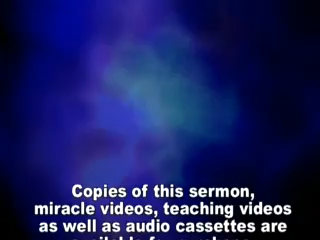 Copies of this sermon,
miracle videos, teaching videos
as well as audio cassettes are